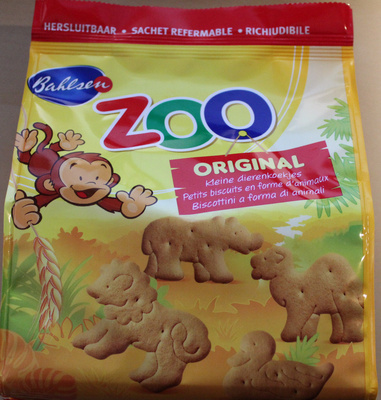 HERSLUITBAAR • SACHET REFERMABLE • RICHIUDIBILE
Bahlsen
ZOO
ORIGINAL
Kleine dierenkoekjes
Petits biscuits en forme d'animaux
Biscottini a forma di animali